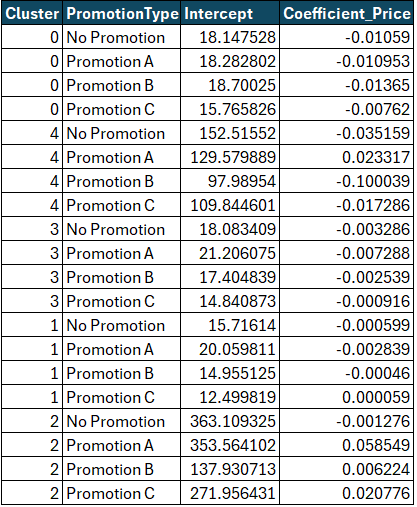 Cluster PromotionType Intercept Coefficient_Price
0 No Promotion 18.147528 -0.01059
0 Promotion A 18.282802 -0.010953
0 Promotion B 18.70025 -0.01365
0 Promotion C 15.765826 -0.00762
4 No Promotion 152.51552 -0.035159
4 Promotion A 129.579889 0.023317
4 Promotion B 97.98954 -0.100039
4 Promotion C 109.844601 -0.017286
3 No Promotion 18.083409 -0.003286
3 Promotion A 21.206075 -0.007288
3 Promotion B 17.404839 -0.002539
3 Promotion C 14.840873 -0.000916
1 No Promotion 15.71614 -0.000599
1 Promotion A 20.059811 -0.002839
1 Promotion B 14.955125 -0.00046
1 Promotion C 12.499819 0.000059
2 No Promotion 363.109325 -0.001276
2 Promotion A 353.564102 0.058549
2 Promotion B 137.930713 0.006224
2 Promotion C 271.956431 0.020776